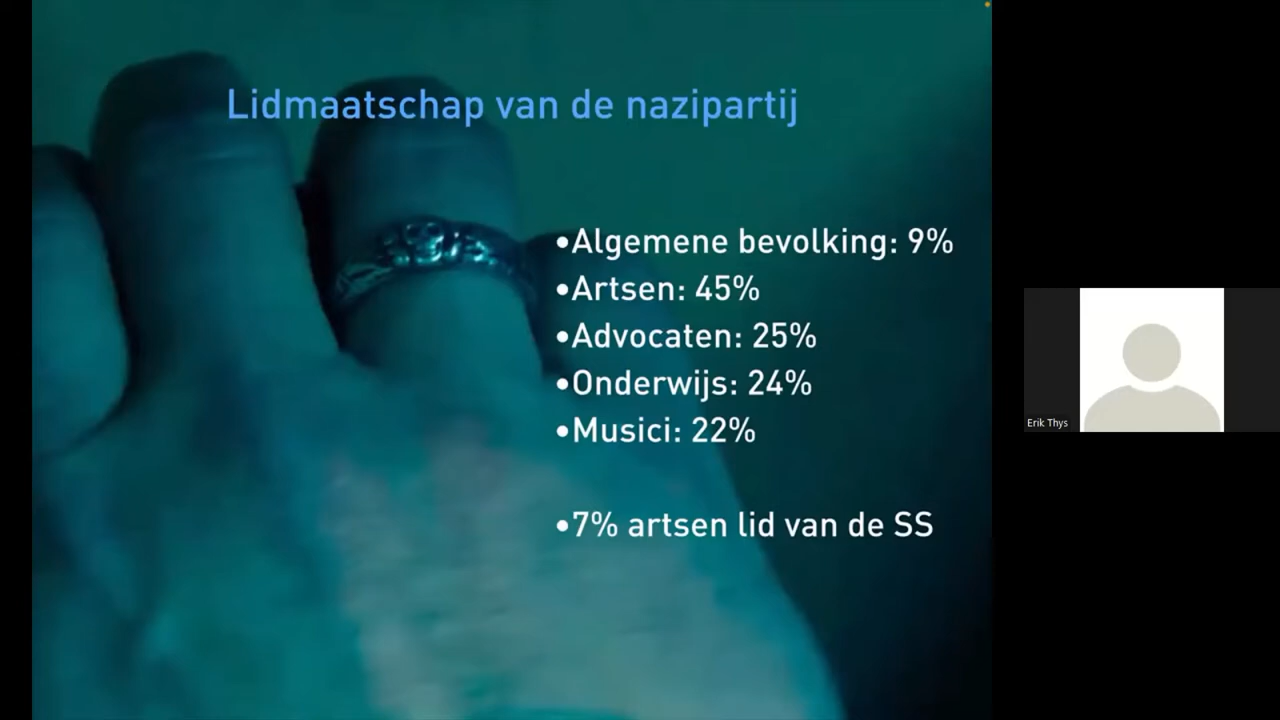 Lidmaatschap van de nazipartij
•Algemene bevolking: 9%
•Artsen: 45%
•Advocaten: 25%
•Onderwijs: 24%
•Musici: 22%
•7% artsen lid van de SS
Erik Thys